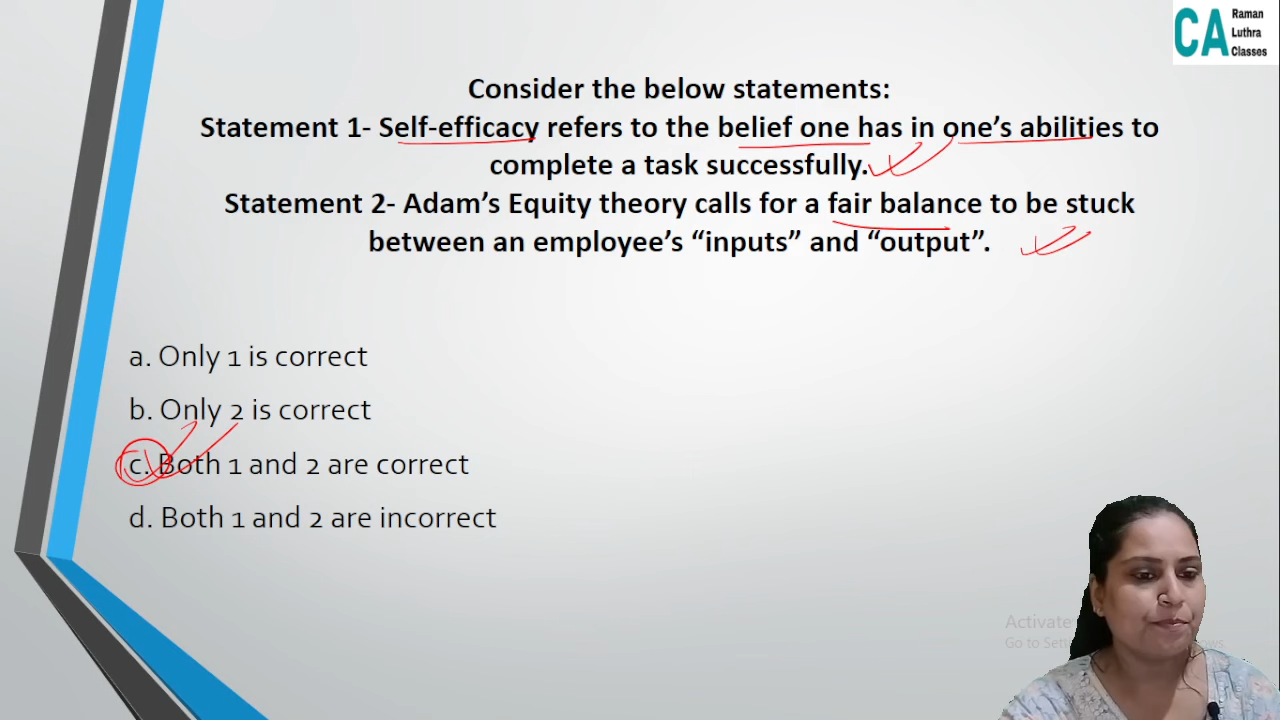 CA Raman
Luthra
Classes
Consider the below statements:
Statement 1- Self-efficacy refers to the belief one has in one's abilities to
complete a task successfully.
Statement 2- Adam's Equity theory calls for a fair balance to be stuck
between an employee's “inputs” and “output”.
a. Only 1 is correct
b. Only 2 is correct
c. Both 1 and 2 are correct
d. Both 1 and 2 are incorrect
Activate
Go to Sett